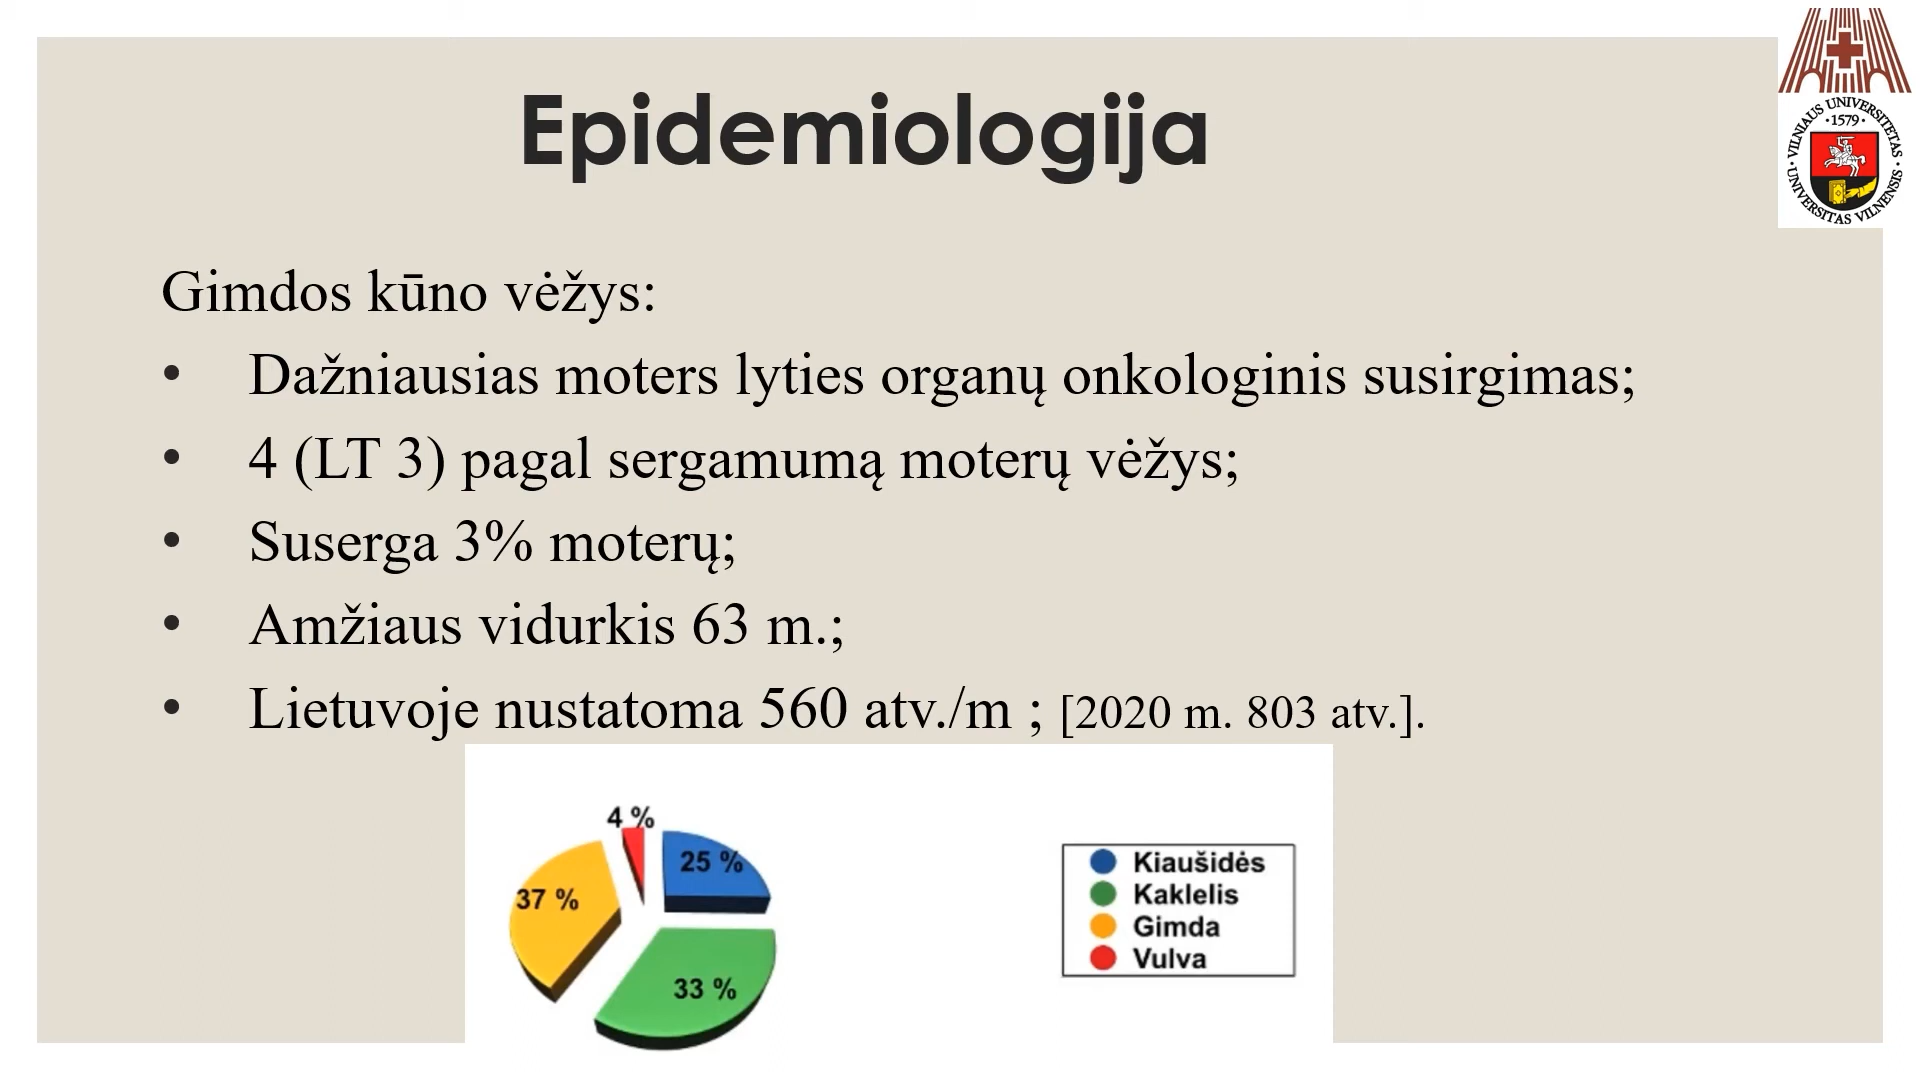 Epidemiologija
VILNIAUS UNIVERSITETAS
·1579·
UNIVERSITAS VILNENSIS
Gimdos kūno vėžys:
• Dažniausias moters lyties organų onkologinis susirgimas;
• 4 (LT 3) pagal sergamumą moterų vėžys;
• Suserga 3% moterų;
• Amžiaus vidurkis 63 m.;
• Lietuvoje nustatoma 560 atv./m ; [2020 m. 803 atv.].
4 %
25 %
37 %
33 %
Kiaušidės
Kaklelis
Gimda
Vulva